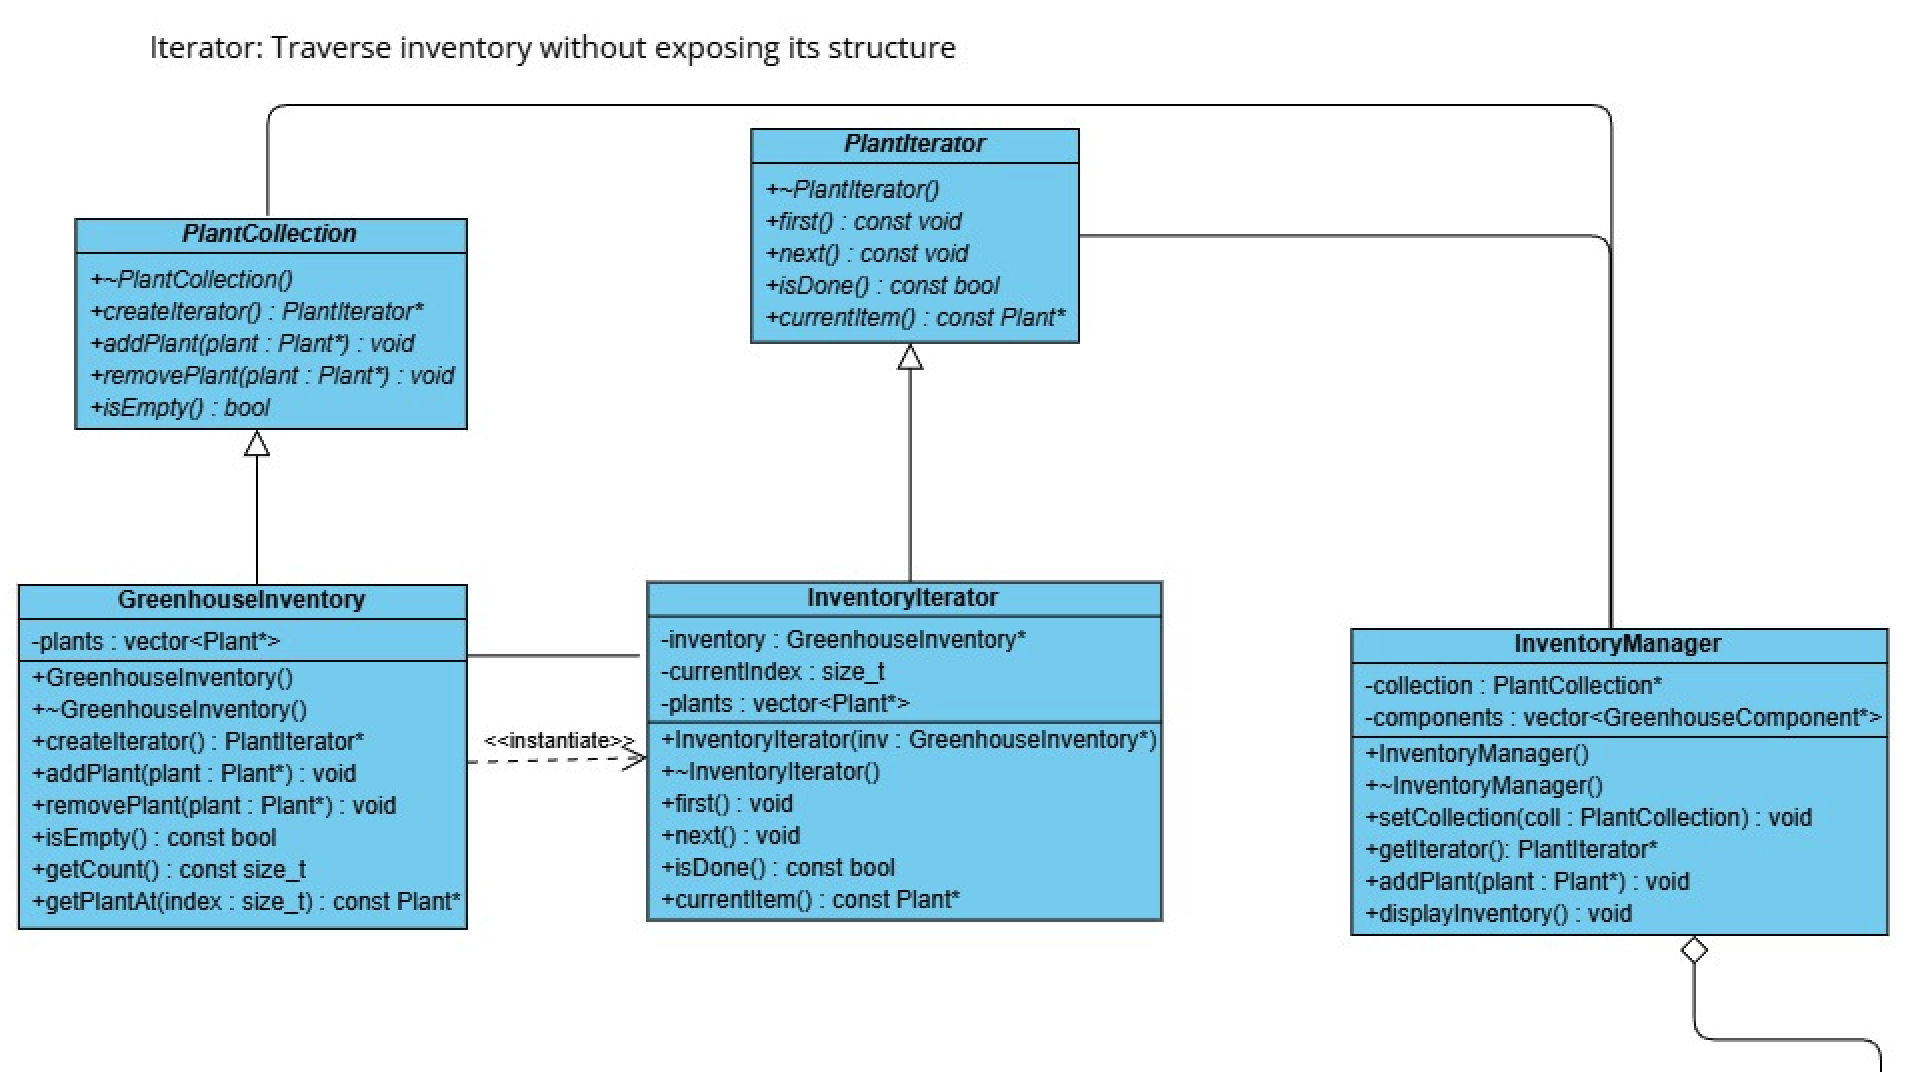 Iterator: Traverse inventory without exposing its structure
PlantIterator
+~PlantIterator()
+first() : const void
+next() : const void
+isDone() : const bool
+currentItem() : const Plant*
PlantCollection
+~PlantCollection()
+createIterator() : PlantIterator*
+addPlant(plant : Plant*) : void
+removePlant(plant : Plant*) : void
+isEmpty() : bool
GreenhouseInventory
-plants : vector<Plant*>
+GreenhouseInventory()
+~GreenhouseInventory()
+createIterator() : PlantIterator*
+addPlant(plant : Plant*) : void
+removePlant(plant : Plant*) : void
+isEmpty() : const bool
+getCount() : const size_t
+getPlantAt(index : size_t) : const Plant*
<<instantiate>>
InventoryIterator
-inventory : GreenhouseInventory*
-currentIndex : size_t
-plants : vector<Plant*>
+InventoryIterator(inv : GreenhouseInventory*)
+~InventoryIterator()
+first() : void
+next() : void
+isDone() : const bool
+currentItem() : const Plant*
InventoryManager
-collection : PlantCollection*
-components : vector<GreenhouseComponent*>
+InventoryManager()
+~InventoryManager()
+setCollection(coll : PlantCollection) : void
+getIterator(): PlantIterator*
+addPlant(plant : Plant*) : void
+displayInventory() : void